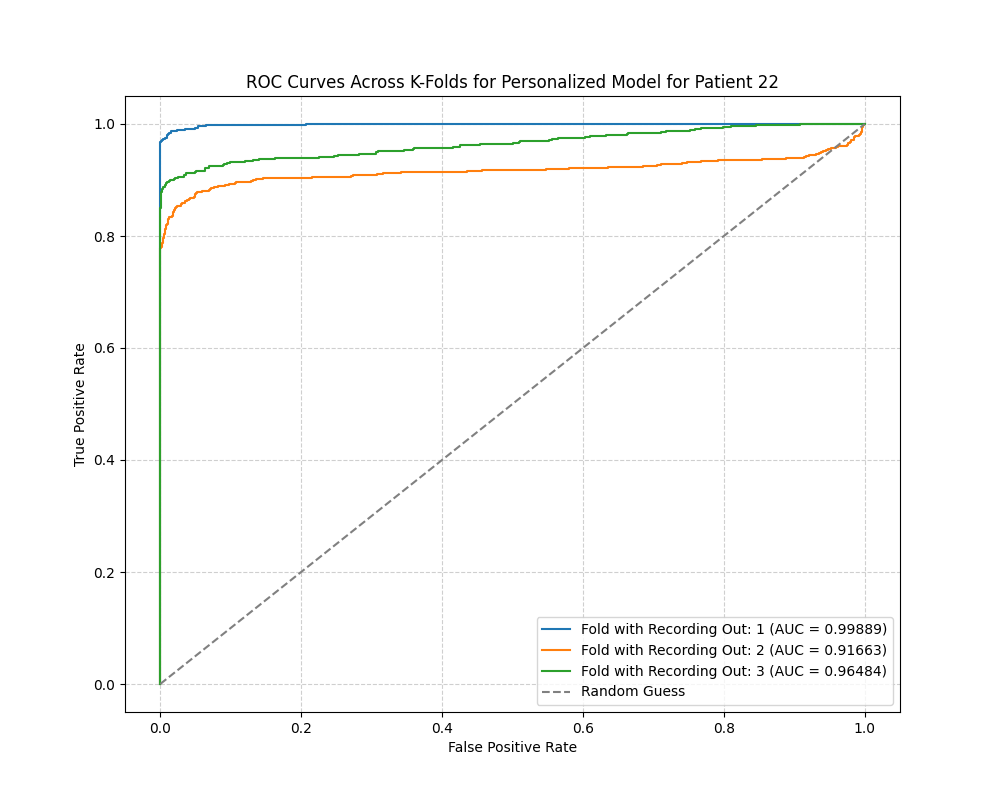 ROC Curves Across K-Folds for Personalized Model for Patient 22
True Positive Rate
1.0
0.8
0.6
0.4
0.2
0.0
0.0 0.2 0.4 0.6 0.8 1.0
False Positive Rate
Fold with Recording Out: 1 (AUC = 0.99889)
Fold with Recording Out: 2 (AUC = 0.91663)
Fold with Recording Out: 3 (AUC = 0.96484)
Random Guess